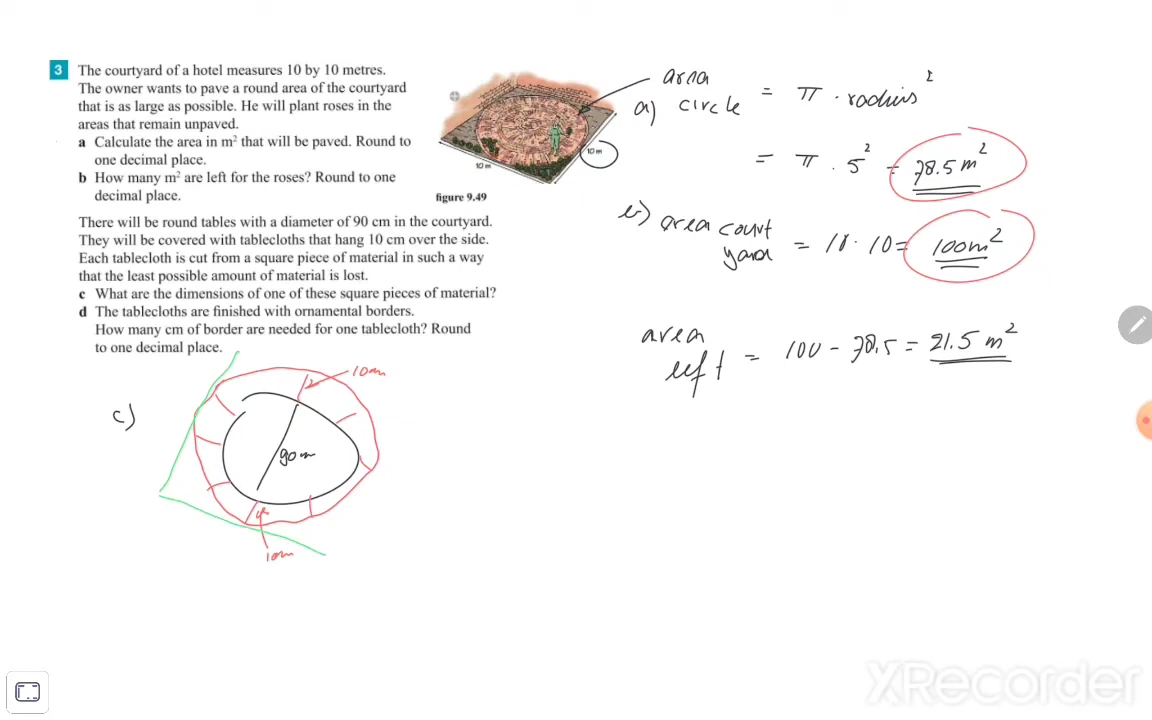 3 The courtyard of a hotel measures 10 by 10 metres.
The owner wants to pave a round area of the courtyard
that is as large as possible. He will plant roses in the
areas that remain unpaved.
a Calculate the area in m² that will be paved. Round to
one decimal place.
b How many m² are left for the roses? Round to one
decimal place.
10 m
10 m
figure 9.49
There will be round tables with a diameter of 90 cm in the courtyard.
They will be covered with tablecloths that hang 10 cm over the side.
Each tablecloth is cut from a square piece of material in such a way
that the least possible amount of material is lost.
c What are the dimensions of one of these square pieces of material?
d The tablecloths are finished with ornamental borders.
How many cm of border are needed for one tablecloth? Round
to one decimal place.
c)
10cm
90cm
10cm
area
a) circle = π · radius²
= π · 5² = 78.5 m²
b) area court
yard = 10 · 10 = 100m²
area
left = 100 - 78.5 = 21.5 m²
XRecorder